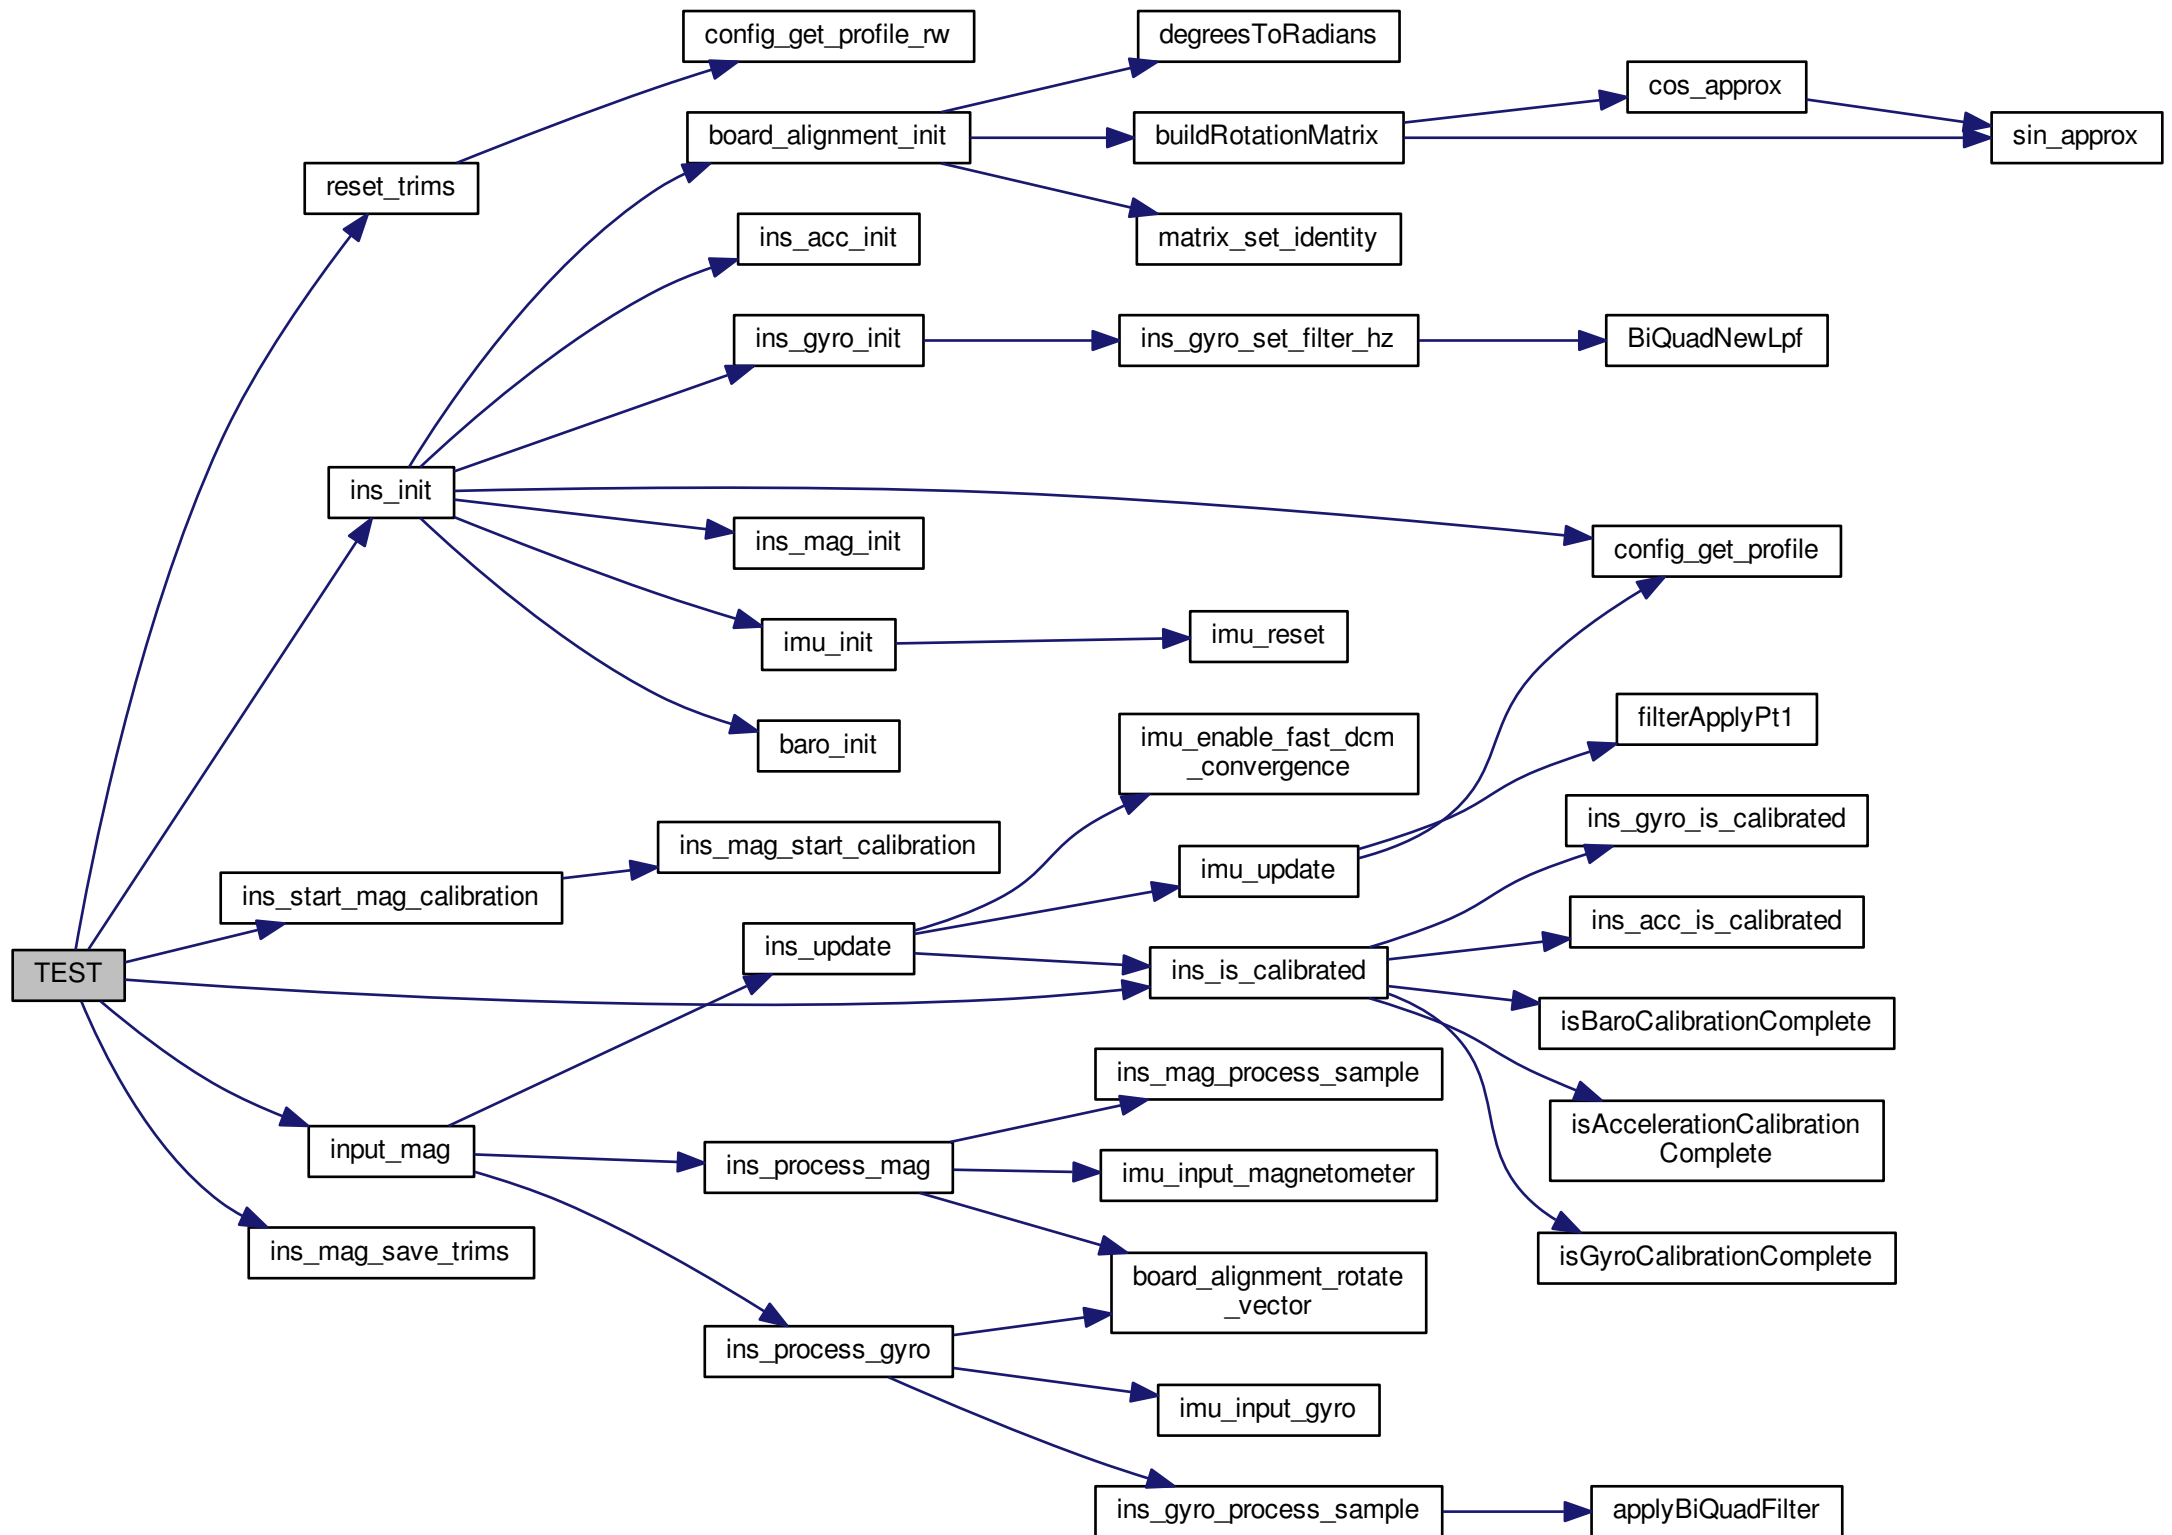 config_get_profile_rw
degreesToRadians
cos_approx
board_alignment_init
buildRotationMatrix
sin_approx
reset_trims
ins_acc_init
matrix_set_identity
ins_gyro_init
ins_gyro_set_filter_hz
BiQuadNewLpf
ins_init
ins_mag_init
config_get_profile
imu_init
imu_reset
baro_init
imu_enable_fast_dcm
_convergence
filterApplyPt1
ins_mag_start_calibration
ins_gyro_is_calibrated
imu_update
ins_start_mag_calibration
ins_update
ins_acc_is_calibrated
TEST
ins_is_calibrated
isBaroCalibrationComplete
ins_mag_process_sample
isAccelerationCalibration
Complete
input_mag
ins_process_mag
imu_input_magnetometer
ins_mag_save_trims
isGyroCalibrationComplete
board_alignment_rotate
_vector
ins_process_gyro
imu_input_gyro
ins_gyro_process_sample
applyBiQuadFilter